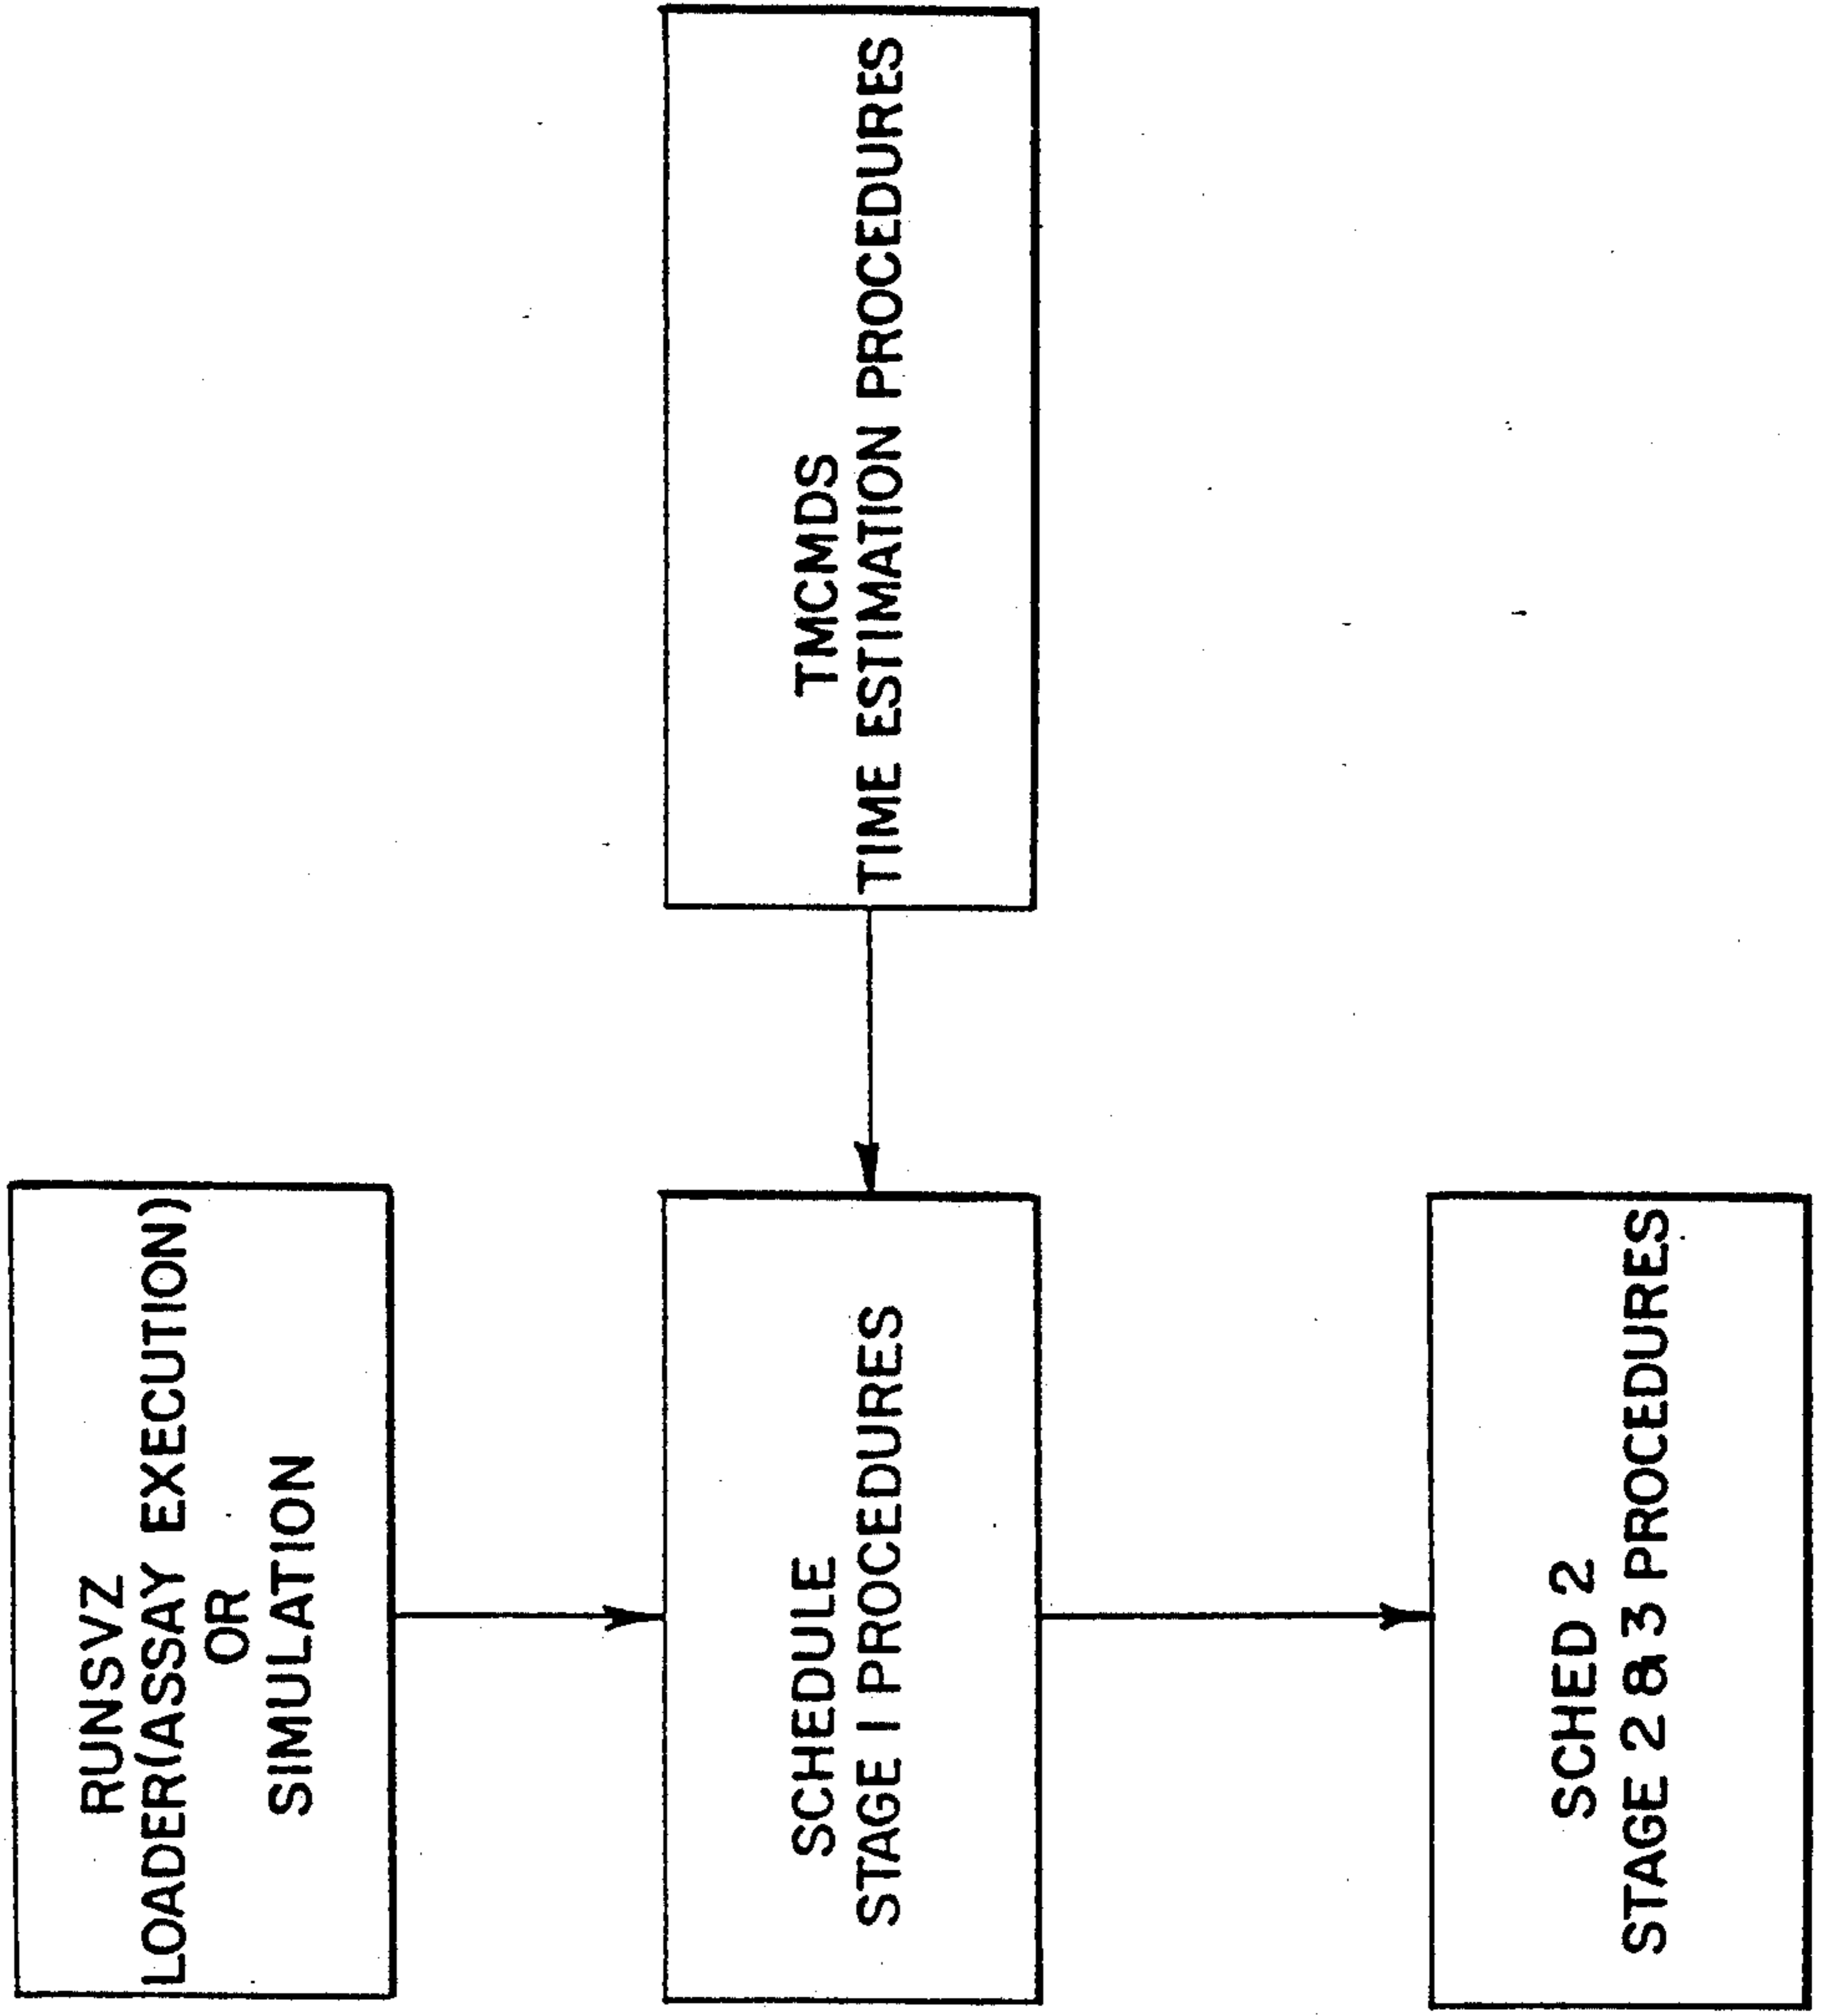 RUNSVZ
LOADER(ASSAY EXECUTION)
OR
SIMULATION
SCHEDULE
STAGE I PROCEDURES
TMCMDS
TIME ESTIMATION PROCEDURES
SCHED 2
STAGE 2 & 3 PROCEDURES